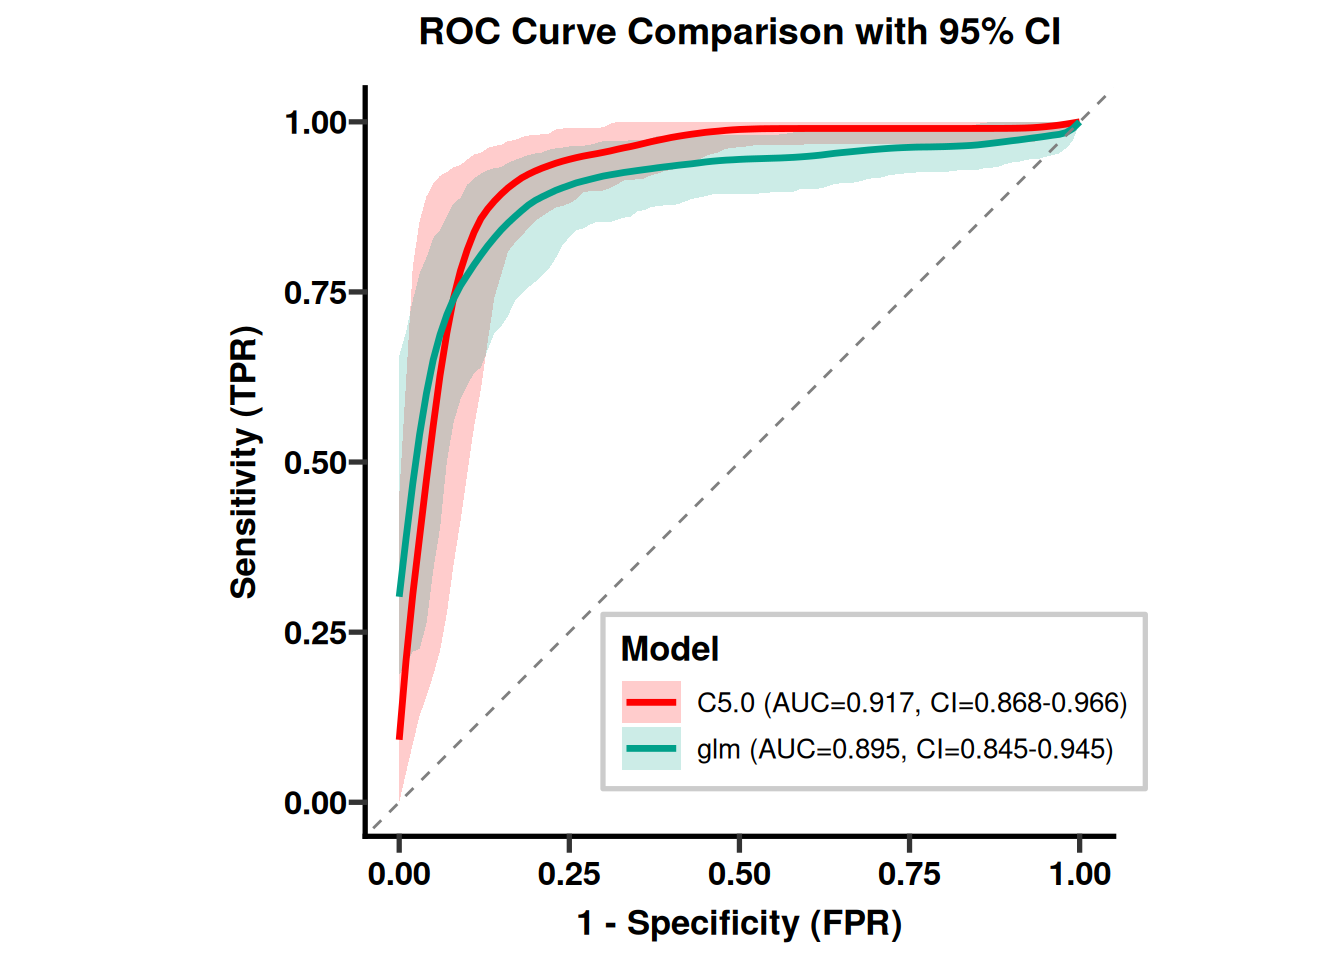 ROC Curve Comparison with 95% CI
Sensitivity (TPR)
1.00
0.75
0.50
0.25
0.00
Model
C5.0 (AUC=0.917, CI=0.868-0.966)
glm (AUC=0.895, CI=0.845-0.945)
0.00 0.25 0.50 0.75 1.00
1 - Specificity (FPR)